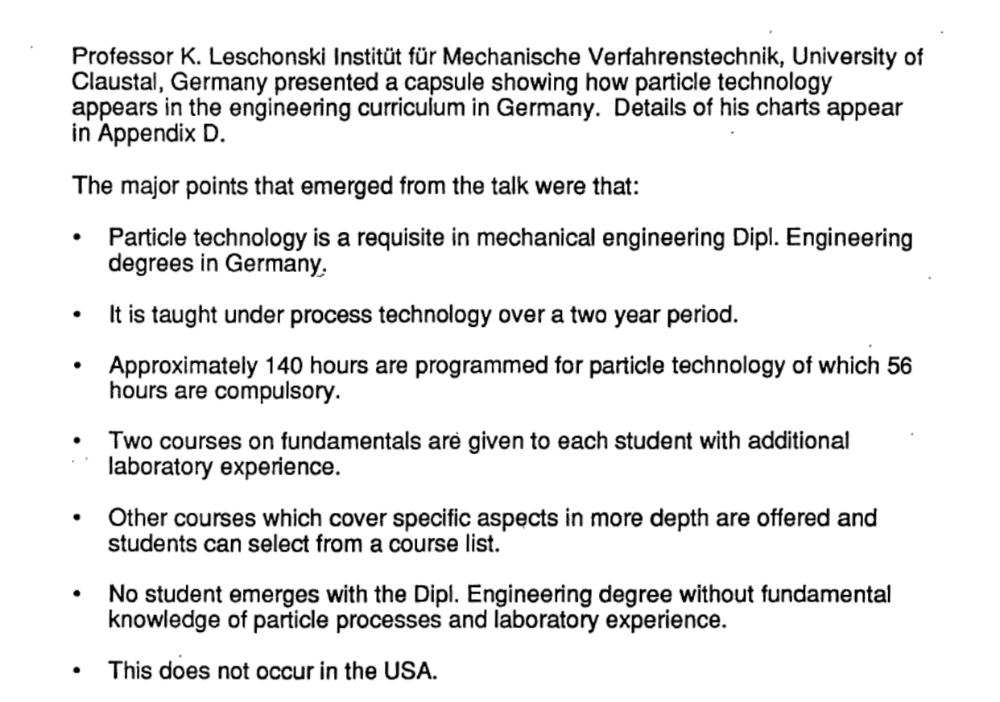 Professor K. Leschonski Institüt für Mechanische Verfahrenstechnik, University of
Claustal, Germany presented a capsule showing how particle technology
appears in the engineering curriculum in Germany.  Details of his charts appear
in Appendix D.
The major points that emerged from the talk were that:
• Particle technology is a requisite in mechanical engineering Dipl. Engineering
degrees in Germany.
• It is taught under process technology over a two year period.
• Approximately 140 hours are programmed for particle technology of which 56
hours are compulsory.
• Two courses on fundamentals are given to each student with additional
laboratory experience.
• Other courses which cover specific aspects in more depth are offered and
students can select from a course list.
• No student emerges with the Dipl. Engineering degree without fundamental
knowledge of particle processes and laboratory experience.
• This does not occur in the USA.